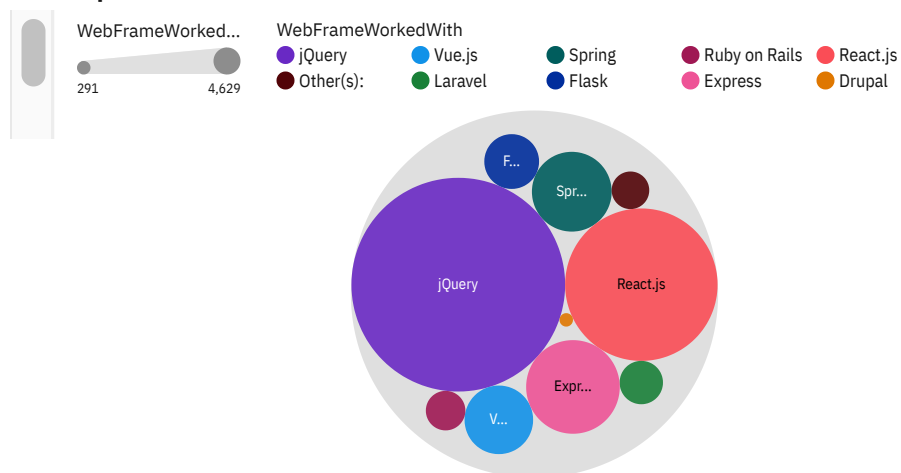 WebFrameWorked...
291 4,629
WebFrameWorkedWith
jQuery Vue.js Spring Ruby on Rails React.js
Other(s): Laravel Flask Express Drupal
F...
Spr...
jQuery
React.js
Expr...
V...